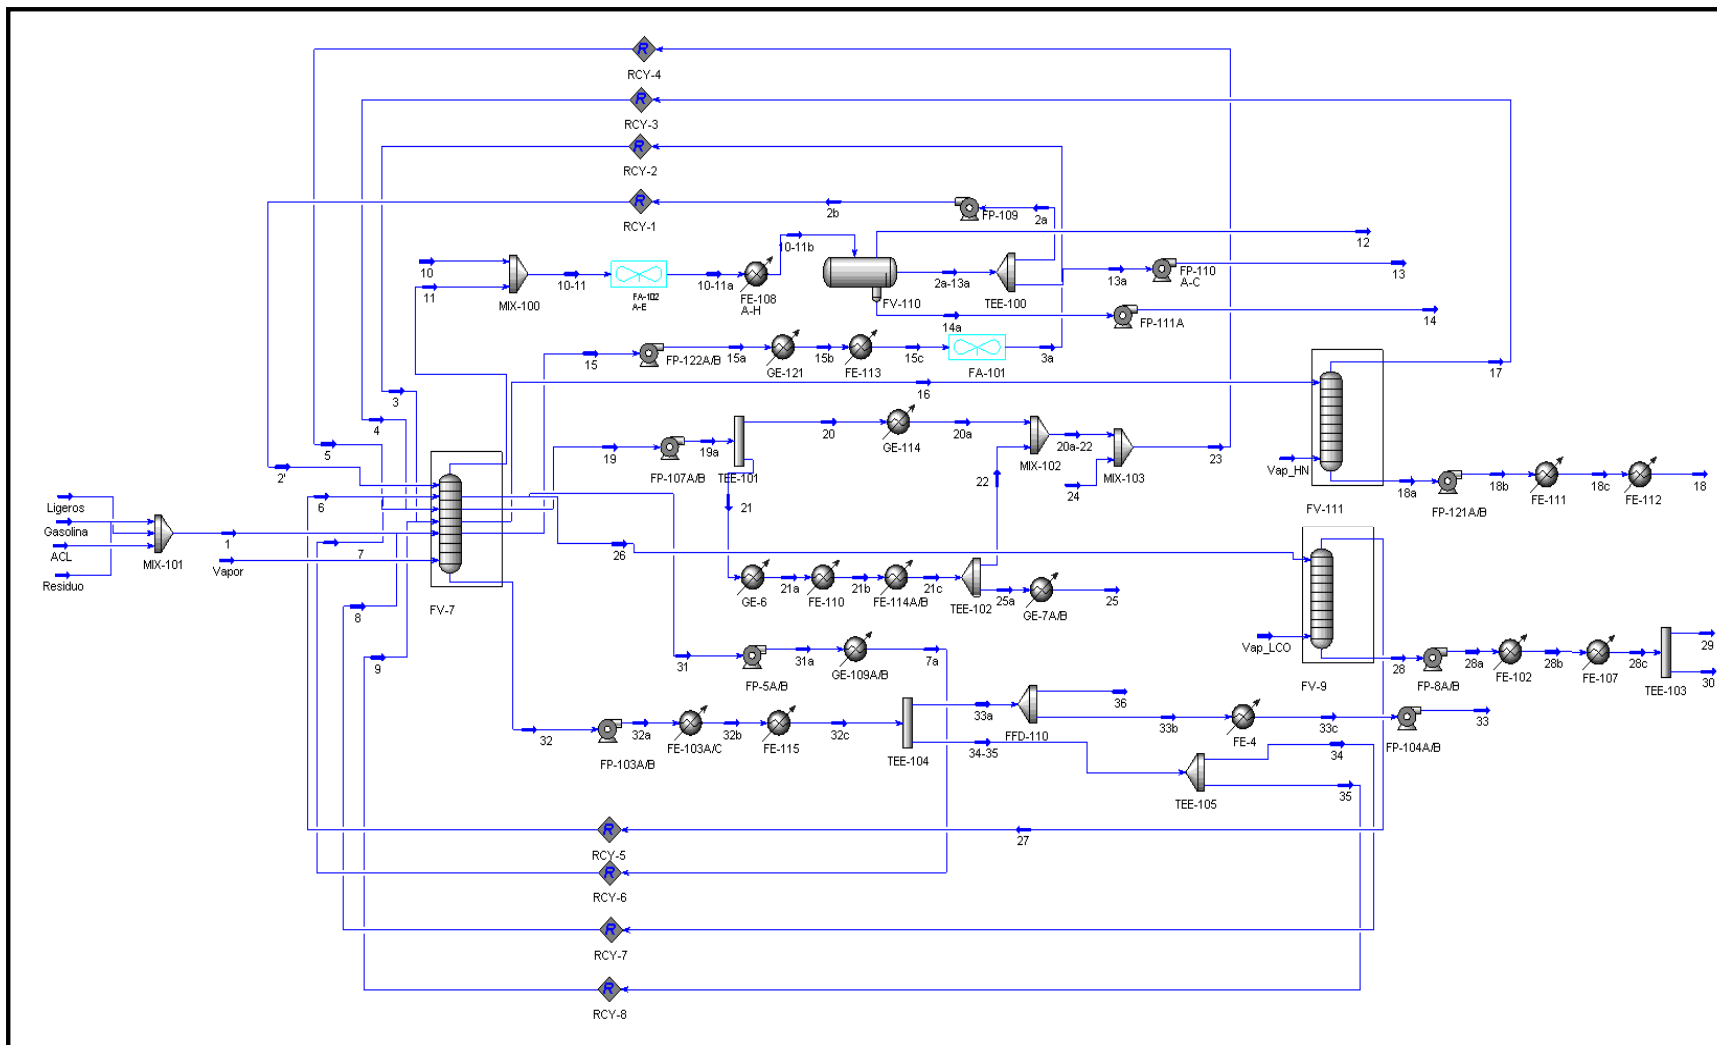 RCY-4
RCY-3
RCY-2
RCY-1
2b
FP-109
2a
12
10
11
MIX-100
10-11
FA-102
A-E
10-11a
FE-108
A-H
10-11b
FV-110
2a-13a
TEE-100
13a
FP-110
A-C
13
14a
FP-111A
14
15
FP-122A/B
15a
GE-121
15b
FE-113
15c
FA-101
3a
16
17
3
4
5
2'
6
7
8
9
19
FP-107A/B
19a
TEE-101
20
GE-114
20a
MIX-102
20a-22
MIX-103
23
24
22
21
Vap_HN
FV-111
18a
FP-121A/B
18b
FE-111
18c
FE-112
18
Ligeros
Gasolina
ACL
Residuo
MIX-101
1
Vapor
FV-7
26
GE-6
21a
FE-110
21b
FE-114A/B
21c
TEE-102
25a
GE-7A/B
25
Vap_LCO
FV-9
28
FP-8A/B
28a
FE-102
28b
FE-107
28c
TEE-103
29
30
31
FP-5A/B
31a
GE-109A/B
7a
32
FP-103A/B
32a
FE-103A/C
32b
FE-115
32c
TEE-104
33a
FFD-110
36
33b
FE-4
33c
FP-104A/B
33
34-35
TEE-105
34
35
27
RCY-5
RCY-6
RCY-7
RCY-8